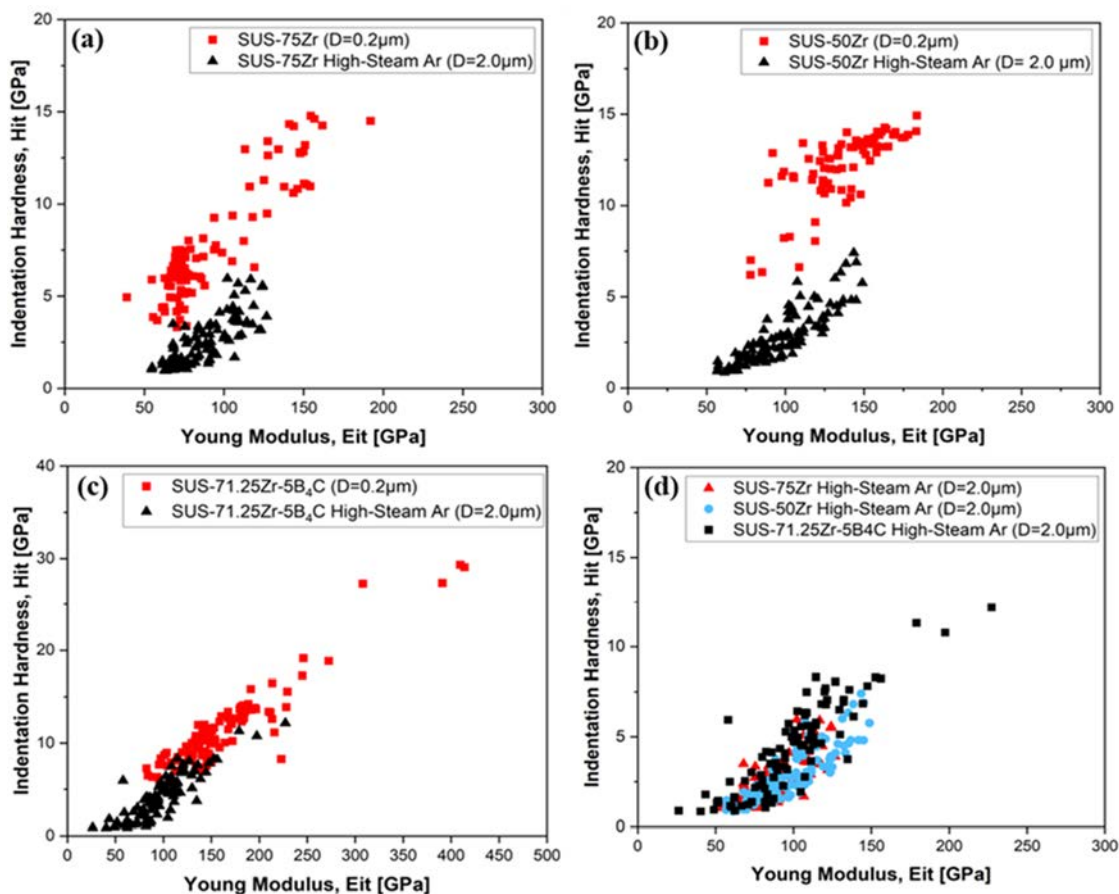 (a)
SUS-75Zr (D=0.2μm)
SUS-75Zr High-Steam Ar (D=2.0μm)
Indentation Hardness, Hit [GPa]
20
15
10
5
0
0 50 100 150 200 250 300
Young Modulus, Eit [GPa]
(b)
SUS-50Zr (D=0.2μm)
SUS-50Zr High-Steam Ar (D= 2.0 μm)
Indentation Hardness, Hit [GPa]
20
15
10
5
0
0 50 100 150 200 250 300
Young Modulus, Eit [GPa]
(c)
SUS-71.25Zr-5B₄C (D=0.2μm)
SUS-71.25Zr-5B₄C High-Steam Ar (D=2.0μm)
Indentation Hardness, Hit [GPa]
40
30
20
10
0
0 50 100 150 200 250 300 350 400 450 500
Young Modulus, Eit [GPa]
(d)
SUS-75Zr High-Steam Ar (D=2.0μm)
SUS-50Zr High-Steam Ar (D=2.0μm)
SUS-71.25Zr-5B4C High-Steam Ar (D=2.0μm)
Indentation Hardness, Hit [GPa]
20
15
10
5
0
0 50 100 150 200 250 300
Young Modulus, Eit [GPa]